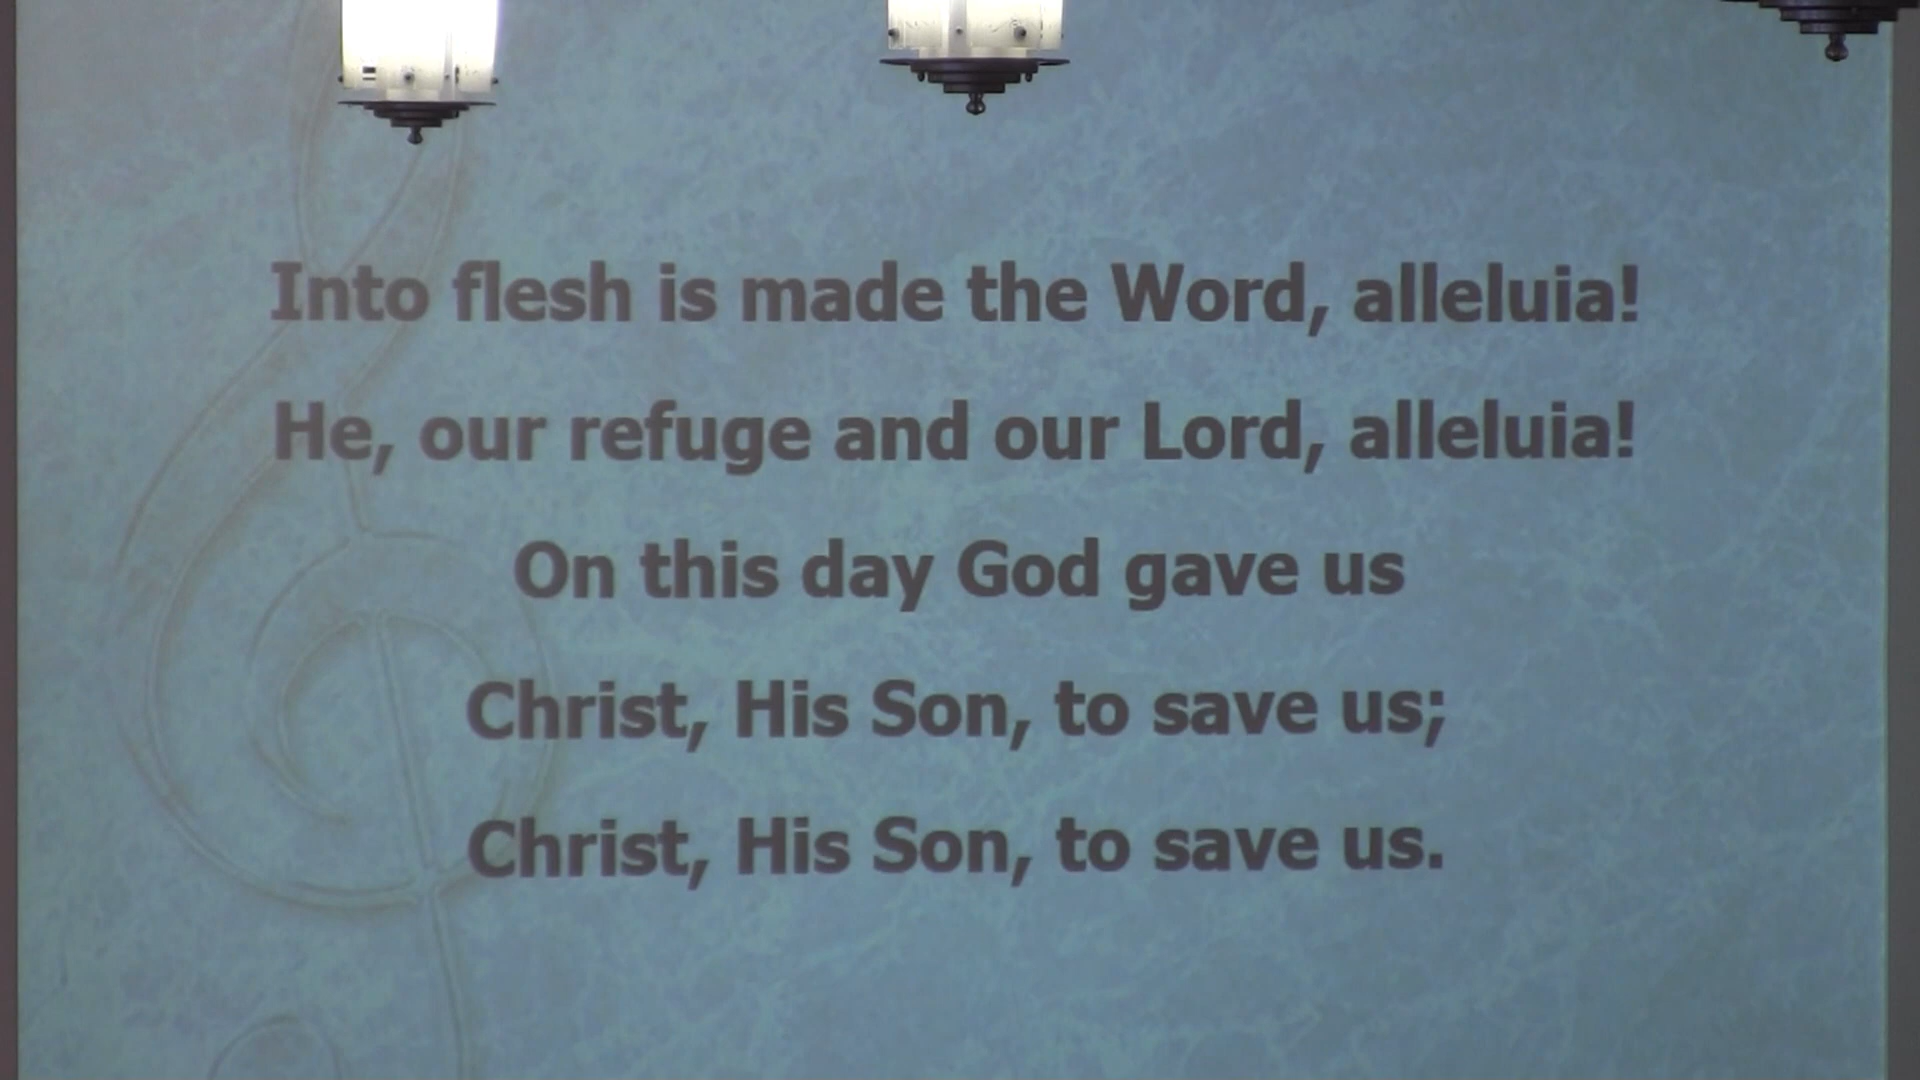 Into flesh is made the Word, alleluia!
He, our refuge and our Lord, alleluia!
On this day God gave us
Christ, His Son, to save us;
Christ, His Son, to save us.